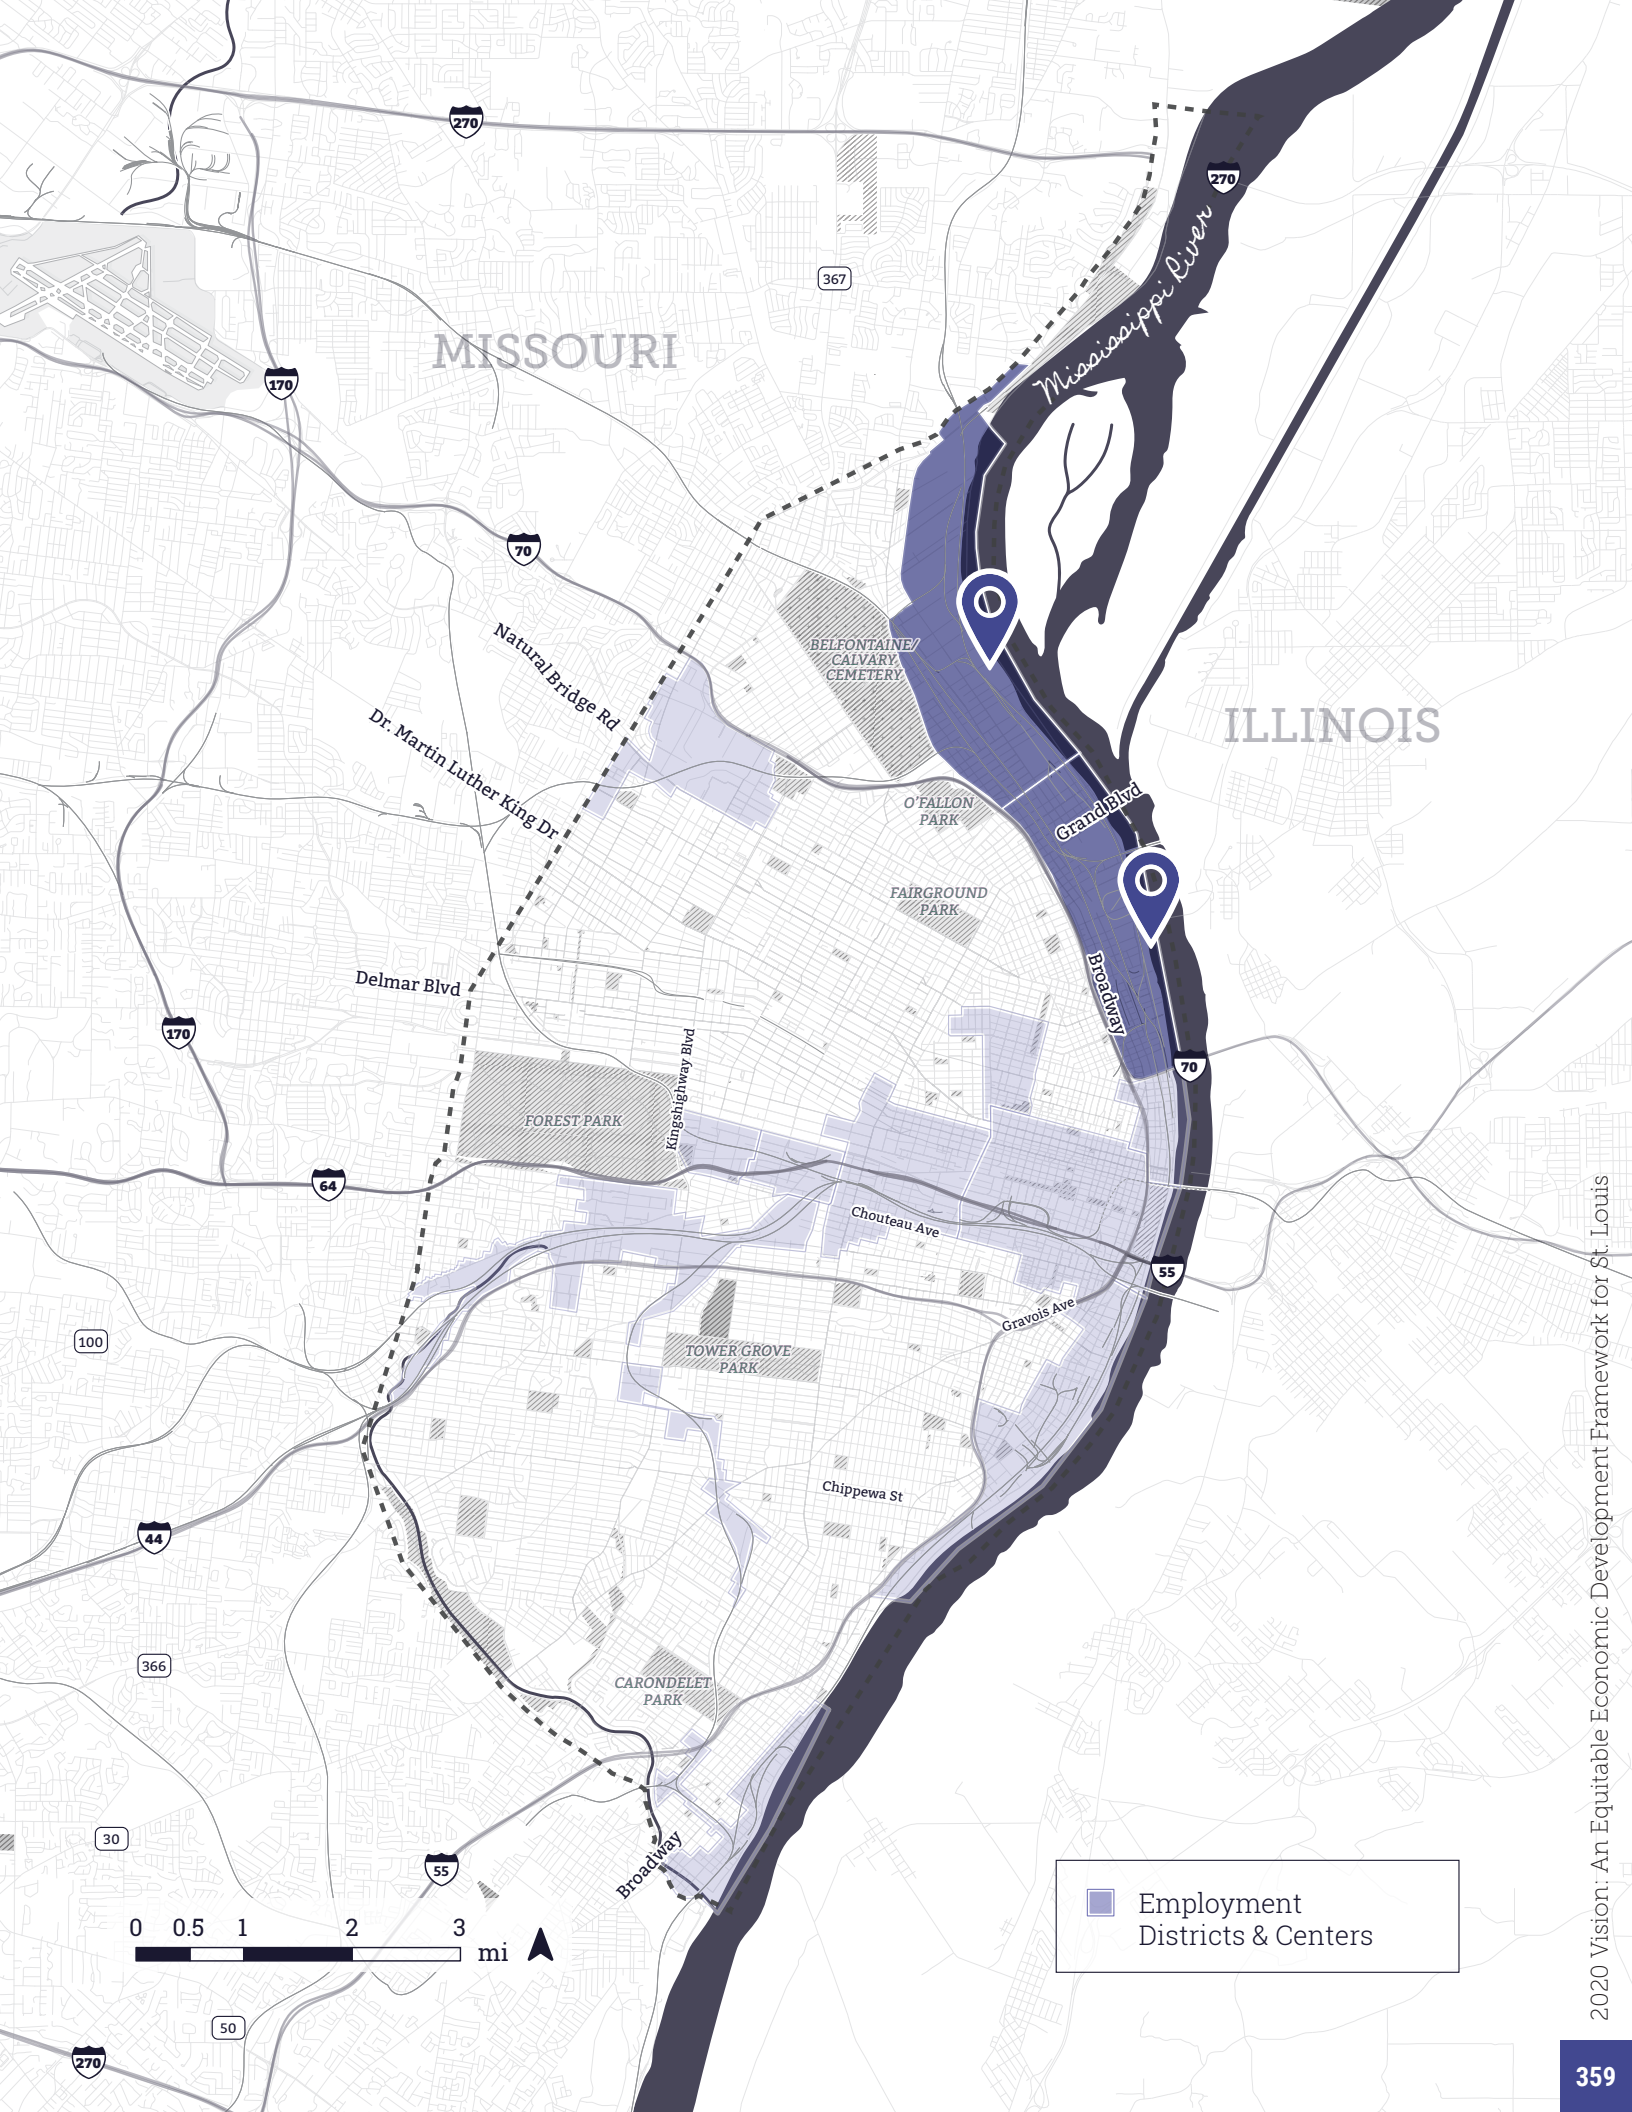 270
270
Mississippi River
367
MISSOURI
170
70
Natural Bridge Rd
BELFONTAINE/
CALVARY
CEMETERY
Dr. Martin Luther King Dr
ILLINOIS
O'FALLON
PARK
Grand Blvd
FAIRGROUND
PARK
Delmar Blvd
Broadway
170
Kingshighway Blvd
70
FOREST PARK
64
Chouteau Ave
55
Gravois Ave
100
TOWER GROVE
PARK
Chippewa St
44
366
CARONDELET
PARK
30
55
Broadway
0 0.5 1 2 3
mi
Employment
Districts & Centers
50
270
2020 Vision: An Equitable Economic Development Framework for St. Louis
359